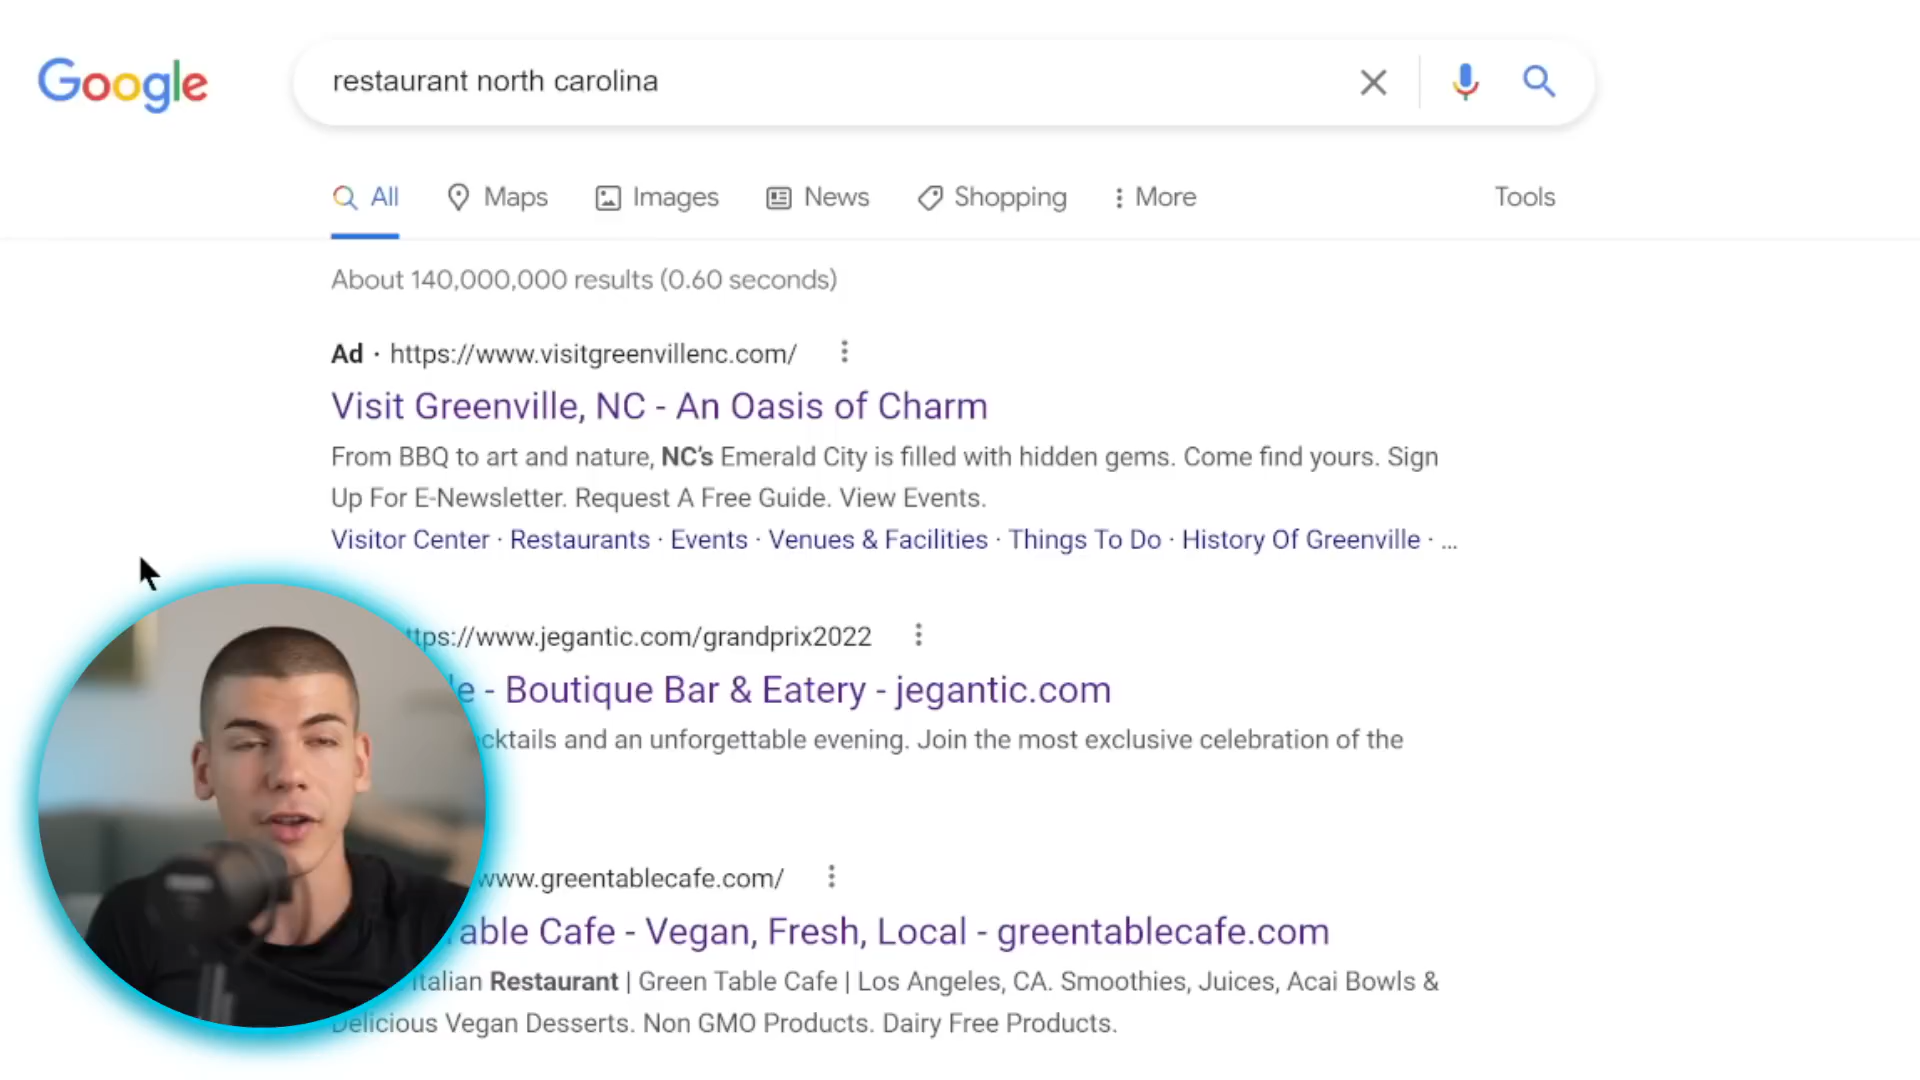 Google
restaurant north carolina
All Maps Images News Shopping More Tools
About 140,000,000 results (0.60 seconds)
Ad · https://www.visitgreenvillenc.com/
Visit Greenville, NC - An Oasis of Charm
From BBQ to art and nature, NC's Emerald City is filled with hidden gems. Come find yours. Sign
Up For E-Newsletter. Request A Free Guide. View Events.
Visitor Center · Restaurants · Events · Venues & Facilities · Things To Do · History Of Greenville · ...
ttps://www.jegantic.com/grandprix2022
e - Boutique Bar & Eatery - jegantic.com
cktails and an unforgettable evening. Join the most exclusive celebration of the
www.greentablecafe.com/
Table Cafe - Vegan, Fresh, Local - greentablecafe.com
Italian Restaurant | Green Table Cafe | Los Angeles, CA. Smoothies, Juices, Acai Bowls &
Delicious Vegan Desserts. Non GMO Products. Dairy Free Products.